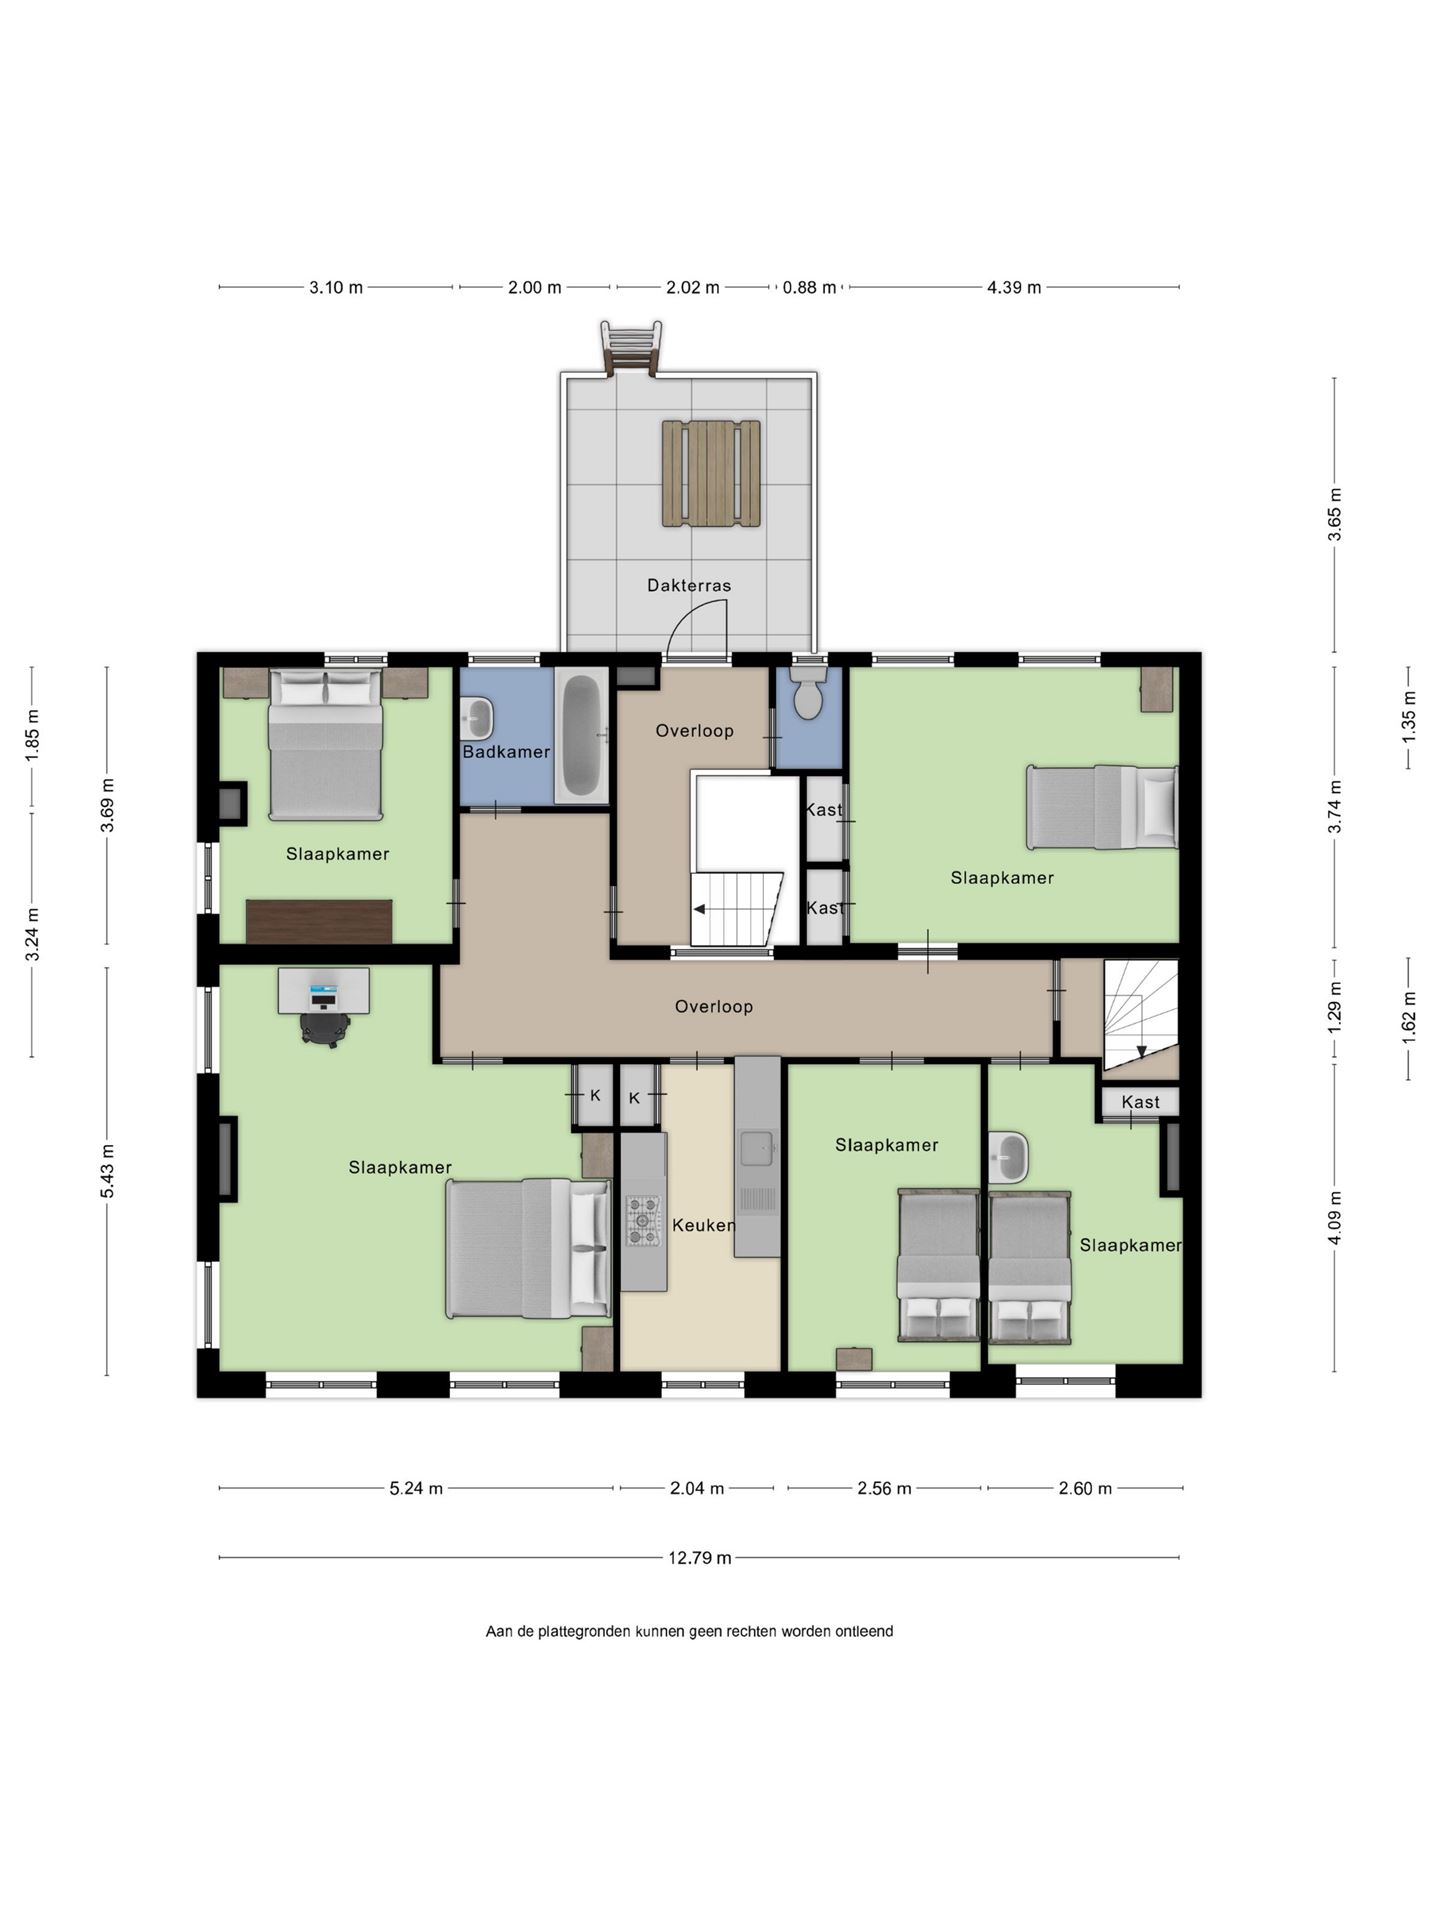 3.10 m
2.00 m
2.02 m
0.88 m
4.39 m
3.65 m
Dakterras
1.85 m
3.69 m
3.24 m
5.43 m
Slaapkamer
Badkamer
Overloop
Kast
Kast
Slaapkamer
1.35 m
3.74 m
1.29 m
1.62 m
4.09 m
Overloop
Slaapkamer
K
K
Keuken
Slaapkamer
Kast
Slaapkamer
5.24 m
2.04 m
2.56 m
2.60 m
12.79 m
Aan de plattegronden kunnen geen rechten worden ontleend